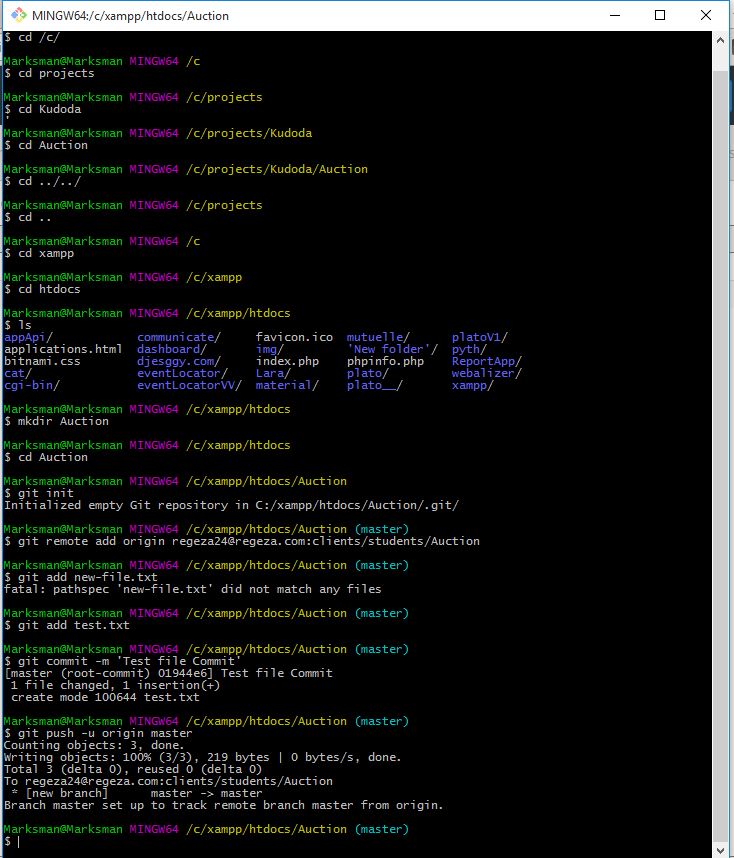 MINGW64:/c/xampp/htdocs/Auction
$ cd /c/
Marksman@Marksman MINGW64 /c
$ cd projects
Marksman@Marksman MINGW64 /c/projects
$ cd Kudoda
'
Marksman@Marksman MINGW64 /c/projects/Kudoda
$ cd Auction
Marksman@Marksman MINGW64 /c/projects/Kudoda/Auction
$ cd ../../
Marksman@Marksman MINGW64 /c/projects
$ cd ..
Marksman@Marksman MINGW64 /c
$ cd xampp
Marksman@Marksman MINGW64 /c/xampp
$ cd htdocs
Marksman@Marksman MINGW64 /c/xampp/htdocs
$ ls
appApi/ communicate/ favicon.ico mutuelle/ platoV1/
applications.html dashboard/ img/ 'New folder'/ pyth/
bitnami.css djesggy.com/ index.php phpinfo.php ReportApp/
cat/ eventLocator/ Lara/ plato/ webalizer/
cgi-bin/ eventLocatorVV/ material/ plato__/ xampp/
Marksman@Marksman MINGW64 /c/xampp/htdocs
$ mkdir Auction
Marksman@Marksman MINGW64 /c/xampp/htdocs
$ cd Auction
Marksman@Marksman MINGW64 /c/xampp/htdocs/Auction
$ git init
Initialized empty Git repository in C:/xampp/htdocs/Auction/.git/
Marksman@Marksman MINGW64 /c/xampp/htdocs/Auction (master)
$ git remote add origin regeza24@regeza.com:clients/students/Auction
Marksman@Marksman MINGW64 /c/xampp/htdocs/Auction (master)
$ git add new-file.txt
fatal: pathspec 'new-file.txt' did not match any files
Marksman@Marksman MINGW64 /c/xampp/htdocs/Auction (master)
$ git add test.txt
Marksman@Marksman MINGW64 /c/xampp/htdocs/Auction (master)
$ git commit -m 'Test file Commit'
[master (root-commit) 01944e6] Test file Commit
1 file changed, 1 insertion(+)
create mode 100644 test.txt
Marksman@Marksman MINGW64 /c/xampp/htdocs/Auction (master)
$ git push -u origin master
Counting objects: 3, done.
Writing objects: 100% (3/3), 219 bytes | 0 bytes/s, done.
Total 3 (delta 0), reused 0 (delta 0)
To regeza24@regeza.com:clients/students/Auction
* [new branch] master -> master
Branch master set up to track remote branch master from origin.
Marksman@Marksman MINGW64 /c/xampp/htdocs/Auction (master)
$